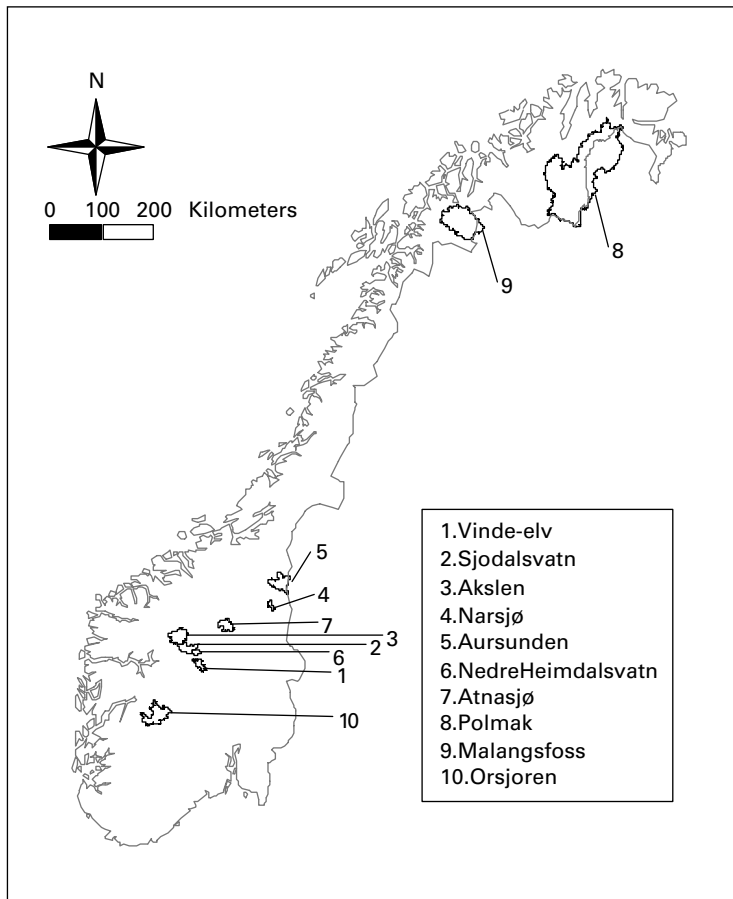 N
0 100 200 Kilometers
8
9
5
4
7
3
2
6
1
10
1.Vinde-elv
2.Sjodalsvatn
3.Akslen
4.Narsjø
5.Aursunden
6.NedreHeimdalsvatn
7.Atnasjø
8.Polmak
9.Malangsfoss
10.Orsjoren